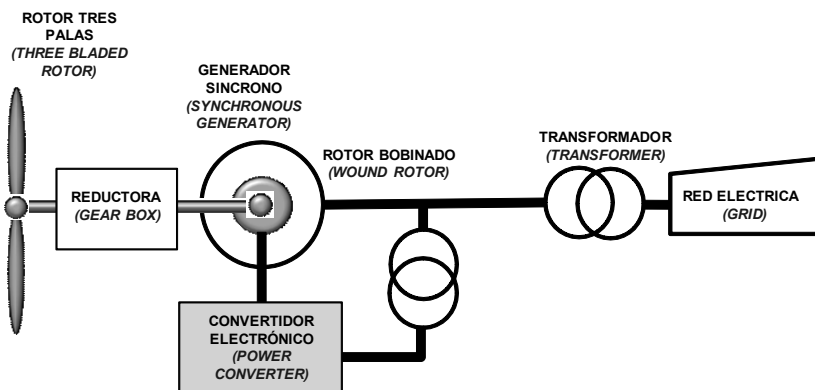 ROTOR TRES
PALAS
(THREE BLADED
ROTOR)
GENERADOR
SINCRONO
(SYNCHRONOUS
GENERATOR)
ROTOR BOBINADO
(WOUND ROTOR)
TRANSFORMADOR
(TRANSFORMER)
REDUCTORA
(GEAR BOX)
RED ELECTRICA
(GRID)
CONVERTIDOR
ELECTRÓNICO
(POWER
CONVERTER)